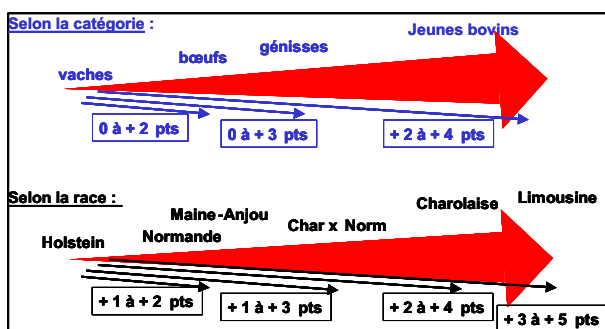 Selon la catégorie :
Jeunes bovins
génisses
bœufs
vaches
0 à + 2 pts
0 à + 3 pts
+ 2 à + 4 pts
Selon la race :
Limousine
Charolaise
Maine-Anjou
Char x Norm
Normande
Holstein
+ 1 à + 2 pts
+ 1 à + 3 pts
+ 2 à + 4 pts
+ 3 à + 5 pts